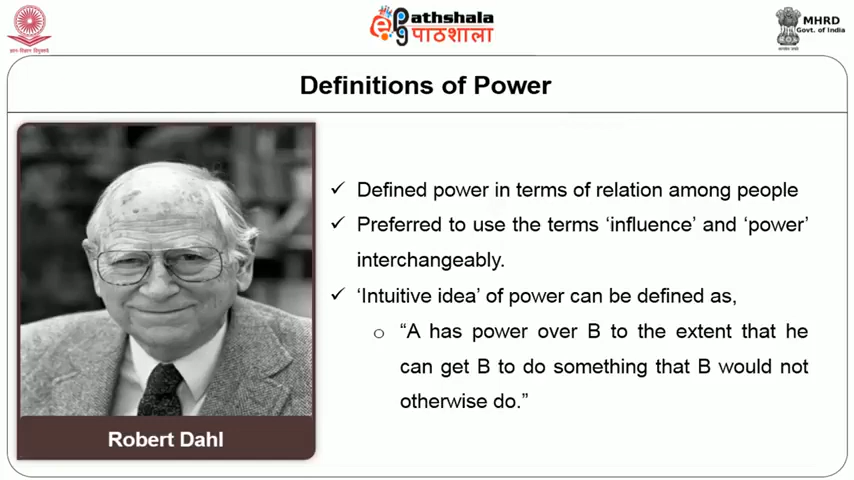 ePathshala
पाठशाला
MHRD
Govt. of India
Definitions of Power
✓ Defined power in terms of relation among people
✓ Preferred to use the terms ‘influence’ and ‘power’
interchangeably.
✓ ‘Intuitive idea’ of power can be defined as,
o “A has power over B to the extent that he
can get B to do something that B would not
otherwise do.”
Robert Dahl